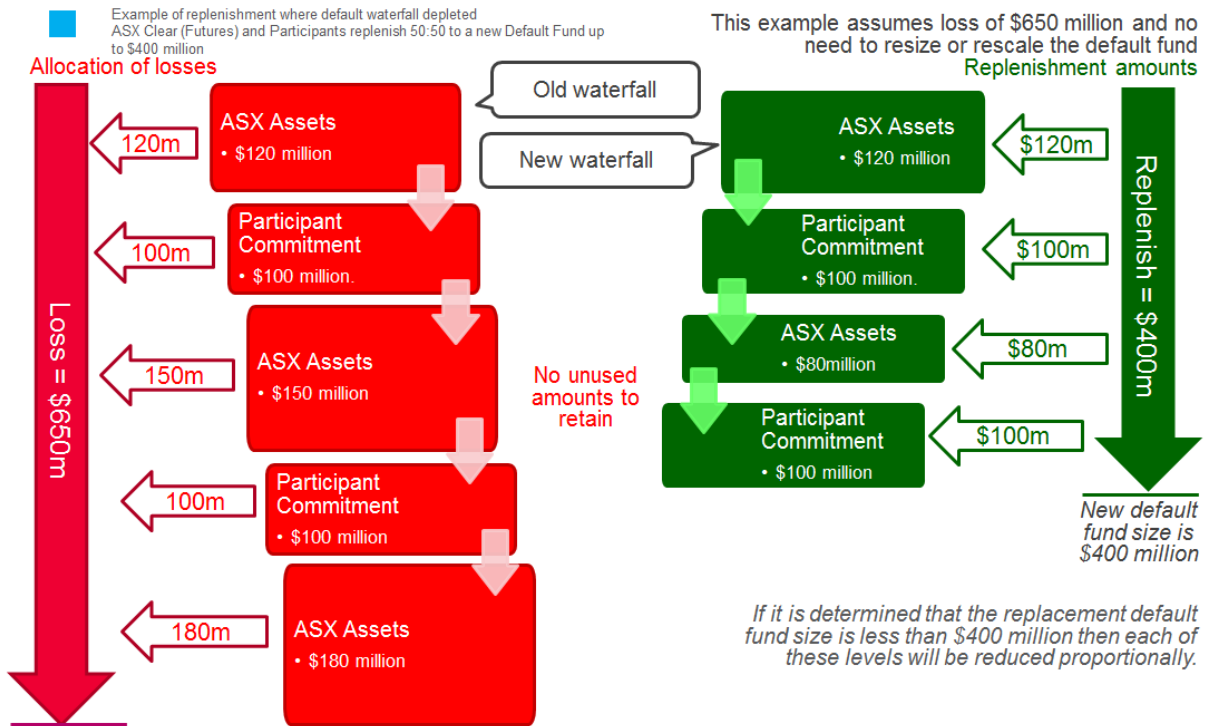 Example of replenishment where default waterfall depleted
ASX Clear (Futures) and Participants replenish 50:50 to a new Default Fund up
to $400 million
This example assumes loss of $650 million and no
need to resize or rescale the default fund
Allocation of losses
Replenishment amounts
Old waterfall
New waterfall
Loss = $650m
120m
ASX Assets
• $120 million
100m
Participant
Commitment
• $100 million.
150m
ASX Assets
• $150 million
100m
Participant
Commitment
• $100 million
180m
ASX Assets
• $180 million
No unused
amounts to
retain
ASX Assets
• $120 million
$120m
Participant
Commitment
• $100 million.
$100m
ASX Assets
• $80million
$80m
Participant
Commitment
• $100 million
$100m
Replenish = $400m
New default
fund size is
$400 million
If it is determined that the replacement default
fund size is less than $400 million then each of
these levels will be reduced proportionally.